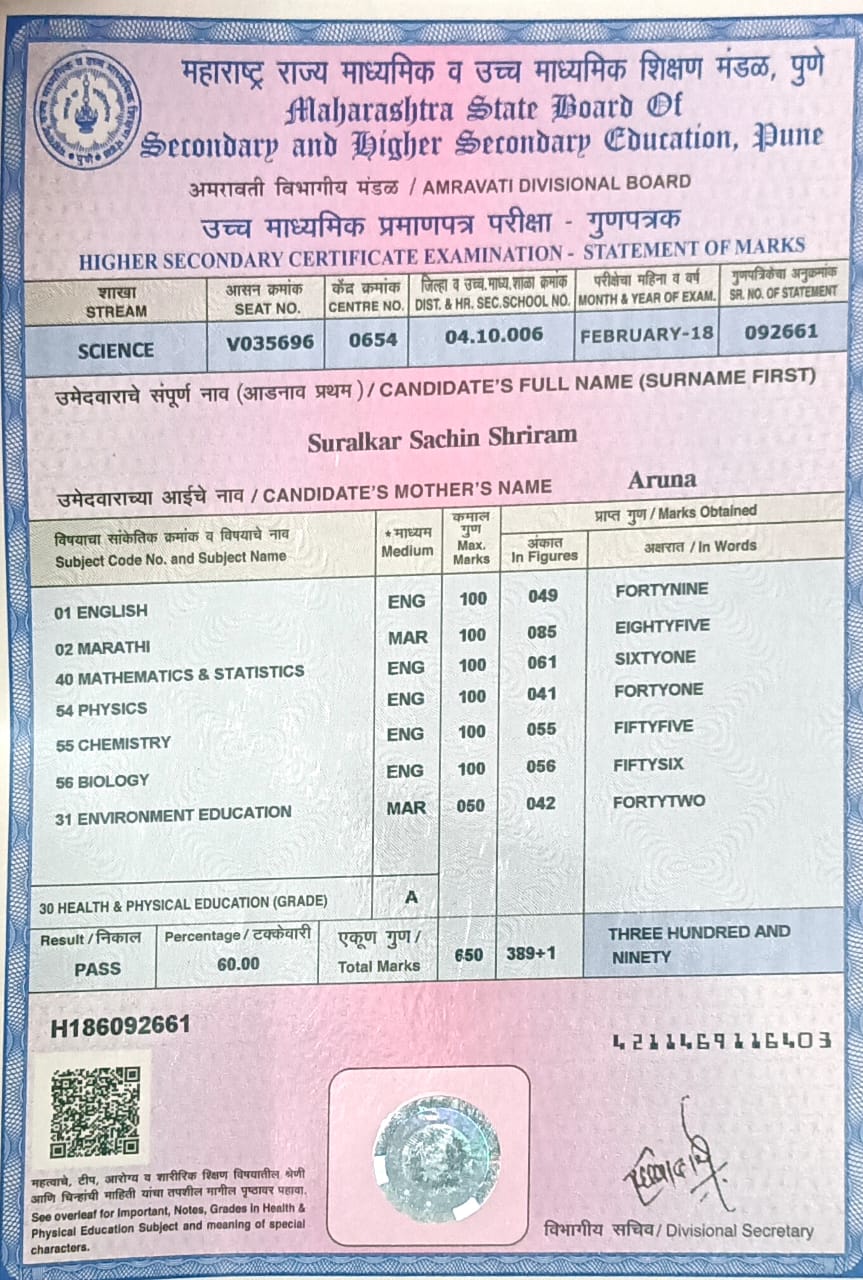 महाराष्ट्र राज्य माध्यमिक व उच्च माध्यमिक शिक्षण मंडळ, पुणे
Maharashtra State Board Of
Secondary and Higher Secondary Education, Pune
अमरावती विभागीय मंडळ / AMRAVATI DIVISIONAL BOARD
उच्च माध्यमिक प्रमाणपत्र परीक्षा - गुणपत्रक
HIGHER SECONDARY CERTIFICATE EXAMINATION - STATEMENT OF MARKS
शाखा आसन क्रमांक केंद्र क्रमांक जिल्हा व उच्च.माध्य.शाळा क्रमांक परीक्षेचा महिना व वर्ष गुणपत्रिकेचा अनुक्रमांक
STREAM SEAT NO. CENTRE NO. DIST. & HR. SEC.SCHOOL NO. MONTH & YEAR OF EXAM. SR. NO. OF STATEMENT
SCIENCE V035696 0654 04.10.006 FEBRUARY-18 092661
उमेदवाराचे संपूर्ण नाव (आडनाव प्रथम) / CANDIDATE'S FULL NAME (SURNAME FIRST)
Suralkar Sachin Shriram
उमेदवाराच्या आईचे नाव / CANDIDATE'S MOTHER'S NAME Aruna
विषयाचा सांकेतिक क्रमांक व विषयाचे नाव
Subject Code No. and Subject Name
*माध्यम
Medium
कमाल
गुण
Max.
Marks
प्राप्त गुण / Marks Obtained
अंकात
In Figures
अक्षरात / In Words
01 ENGLISH ENG 100 049 FORTYNINE
02 MARATHI MAR 100 085 EIGHTYFIVE
40 MATHEMATICS & STATISTICS ENG 100 061 SIXTYONE
54 PHYSICS ENG 100 041 FORTYONE
55 CHEMISTRY ENG 100 055 FIFTYFIVE
56 BIOLOGY ENG 100 056 FIFTYSIX
31 ENVIRONMENT EDUCATION MAR 050 042 FORTYTWO
30 HEALTH & PHYSICAL EDUCATION (GRADE) A
Result / निकाल
PASS
Percentage / टक्केवारी
60.00
एकूण गुण /
Total Marks
650 389+1
THREE HUNDRED AND
NINETY
H186092661
4211469116403
महत्वाचे, टीप, आरोग्य व शारीरिक शिक्षण विषयातील श्रेणी
आणि चिन्हांची माहिती यांचा तपशील मागील पृष्ठावर पहावा.
See overleaf for Important, Notes, Grades in Health &
Physical Education Subject and meaning of special
characters.
विभागीय सचिव / Divisional Secretary